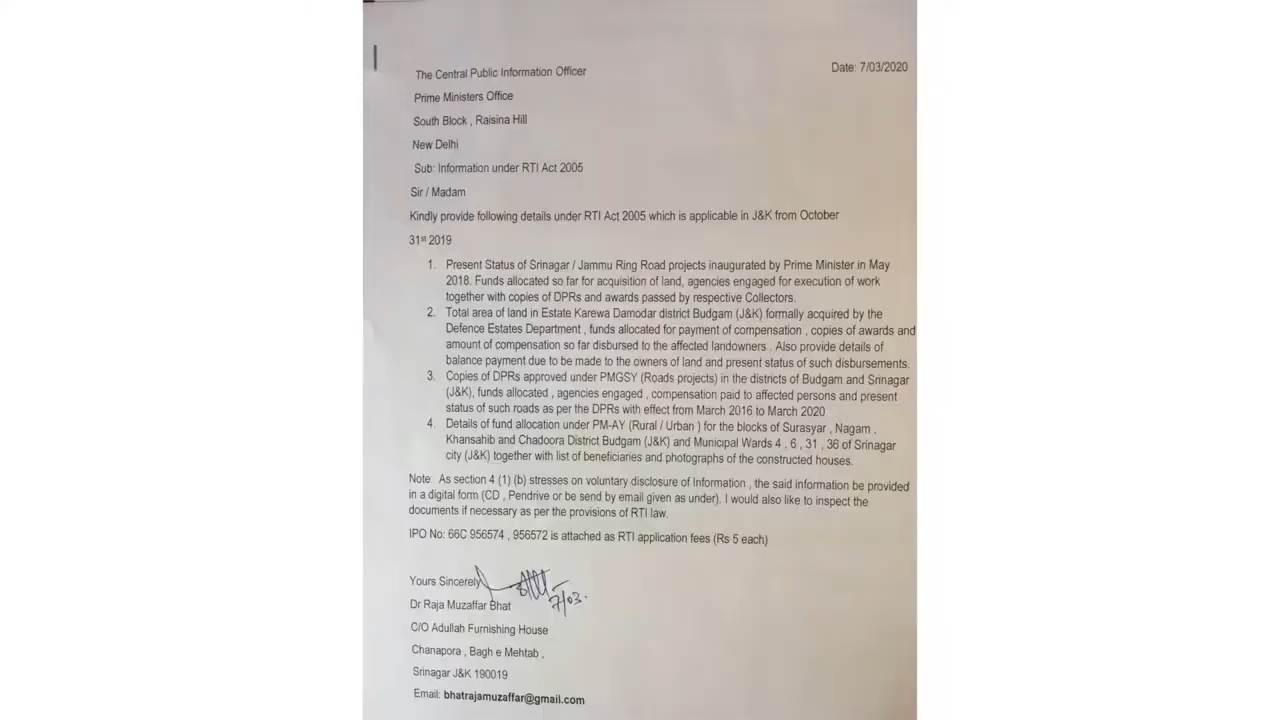 The Central Public Information Officer
Date: 7/03/2020
Prime Ministers Office
South Block , Raisina Hill
New Delhi
Sub: Information under RTI Act 2005
Sir / Madam
Kindly provide following details under RTI Act 2005 which is applicable in J&K from October
31st 2019
1. Present Status of Srinagar / Jammu Ring Road projects inaugurated by Prime Minister in May
2018. Funds allocated so far for acquisition of land, agencies engaged for execution of work
together with copies of DPRs and awards passed by respective Collectors.
2. Total area of land in Estate Karewa Damodar district Budgam (J&K) formally acquired by the
Defence Estates Department , funds allocated for payment of compensation , copies of awards and
amount of compensation so far disbursed to the affected landowners . Also provide details of
balance payment due to be made to the owners of land and present status of such disbursements.
3. Copies of DPRs approved under PMGSY (Roads projects) in the districts of Budgam and Srinagar
(J&K), funds allocated , agencies engaged , compensation paid to affected persons and present
status of such roads as per the DPRs with effect from March 2016 to March 2020
4. Details of fund allocation under PM-AY (Rural / Urban ) for the blocks of Surasyar , Nagam ,
Khansahib and Chadoora District Budgam (J&K) and Municipal Wards 4 , 6 , 31 , 36 of Srinagar
city (J&K) together with list of beneficiaries and photographs of the constructed houses.
Note: As section 4 (1) (b) stresses on voluntary disclosure of Information , the said information be provided
in a digital form (CD , Pendrive or be send by email given as under). I would also like to inspect the
documents if necessary as per the provisions of RTI law.
IPO No: 66C 956574 , 956572 is attached as RTI application fees (Rs 5 each)
Yours Sincerely
7/03.
Dr Raja Muzaffar Bhat
C/O Adullah Furnishing House
Chanapora , Bagh e Mehtab ,
Srinagar J&K 190019
Email: bhatrajamuzaffar@gmail.com